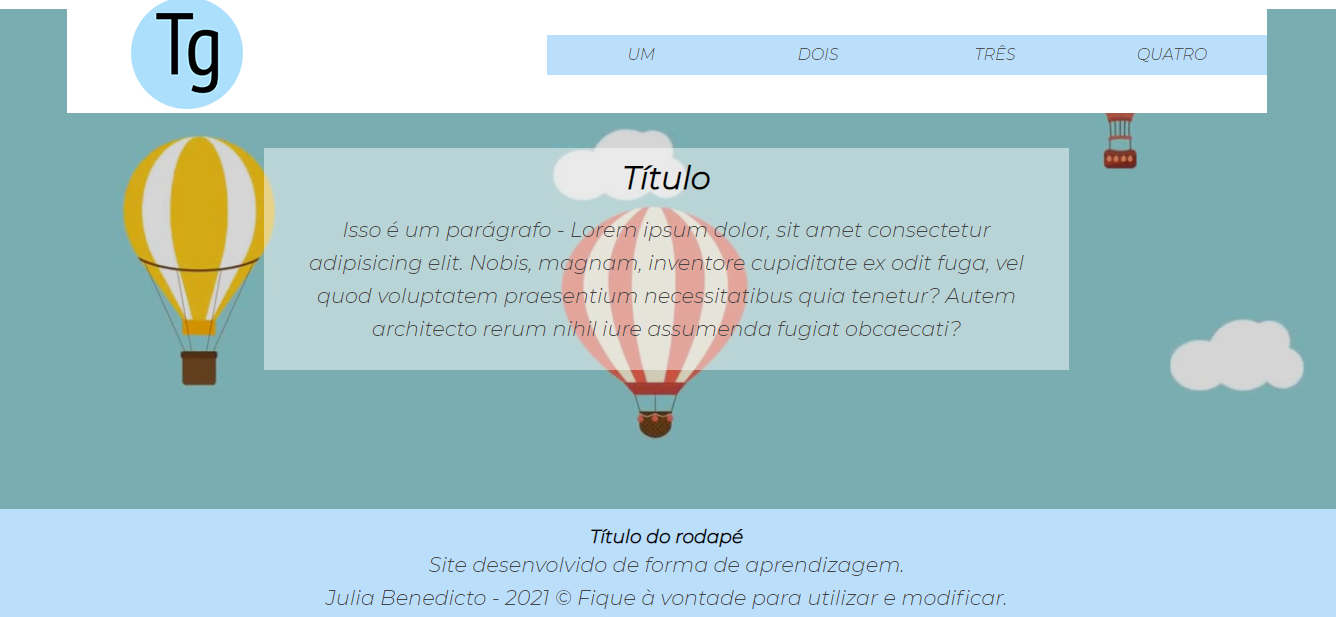 Tg
UM DOIS TRÊS QUATRO
Título
Isso é um parágrafo - Lorem ipsum dolor, sit amet consectetur
adipisicing elit. Nobis, magnam, inventore cupiditate ex odit fuga, vel
quod voluptatem praesentium necessitatibus quia tenetur? Autem
architecto rerum nihil iure assumenda fugiat obcaecati?
Título do rodapé
Site desenvolvido de forma de aprendizagem.
Julia Benedicto - 2021 © Fique à vontade para utilizar e modificar.